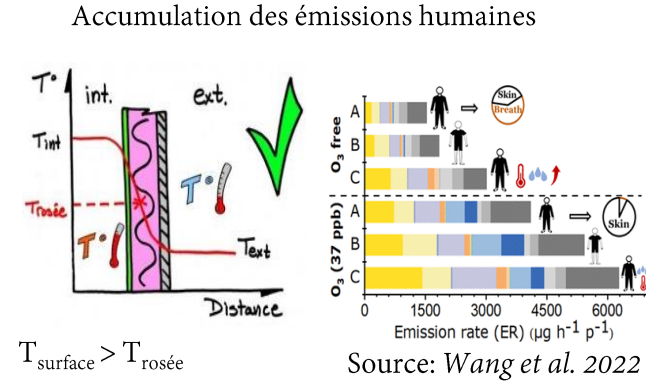 Accumulation des émissions humaines
T° int. ext.
Tint
Trosée
T°
T°
Text
Distance
Tsurface > Trosée
O3 free
A
B
C
O3 (37 ppb)
A
B
C
Skin
Breath
Skin
0 1500 3000 4500 6000
Emission rate (ER) (µg h-1 p-1)
Source: Wang et al. 2022